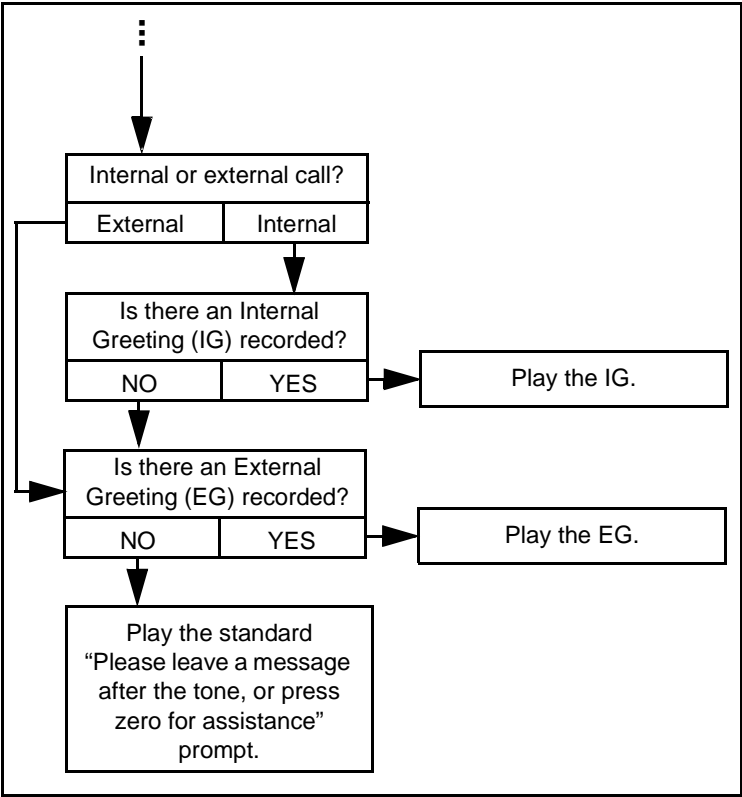 Internal or external call?
External
Internal
Is there an Internal
Greeting (IG) recorded?
NO
YES
Play the IG.
Is there an External
Greeting (EG) recorded?
NO
YES
Play the EG.
Play the standard
“Please leave a message
after the tone, or press
zero for assistance”
prompt.